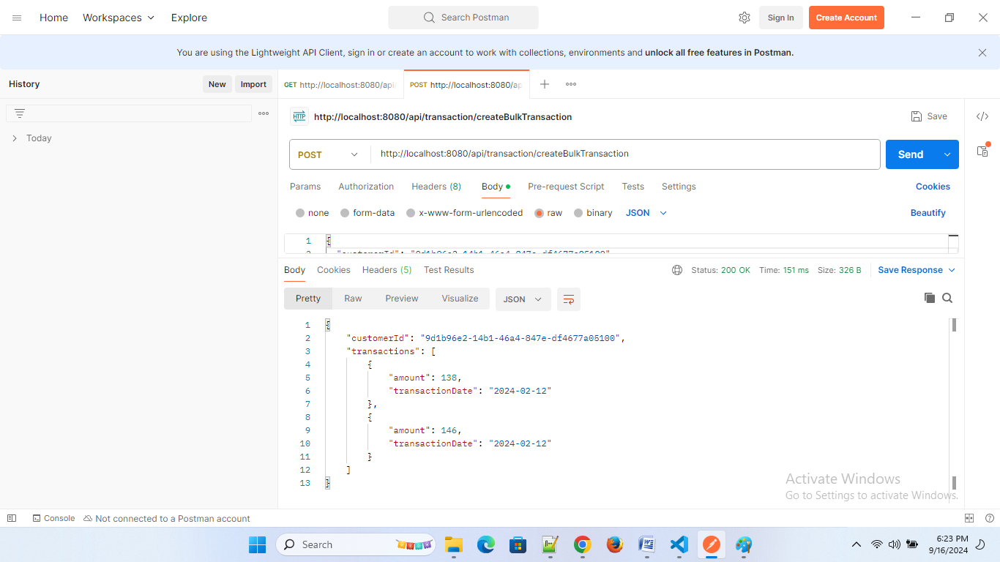 Home Workspaces Explore Search Postman Sign In Create Account
You are using the Lightweight API Client, sign in or create an account to work with collections, environments and unlock all free features in Postman.
History New Import GET http://localhost:8080/api POST http://localhost:8080/ap
HTTP http://localhost:8080/api/transaction/createBulkTransaction Save
Today
POST http://localhost:8080/api/transaction/createBulkTransaction Send
Params Authorization Headers (8) Body Pre-request Script Tests Settings Cookies
none form-data x-www-form-urlencoded raw binary JSON Beautify
1 {
2 "customerId": "9d1b96e2-14b1-46a4-847e-df4677a05100",
Body Cookies Headers (5) Test Results Status: 200 OK Time: 151 ms Size: 326 B Save Response
Pretty Raw Preview Visualize JSON
1 {
2 "customerId": "9d1b96e2-14b1-46a4-847e-df4677a05100",
3 "transactions": [
4 {
5 "amount": 138,
6 "transactionDate": "2024-02-12"
7 },
8 {
9 "amount": 146,
10 "transactionDate": "2024-02-12"
11 }
12 ]
13 }
Activate Windows
Go to Settings to activate Windows.
Console Not connected to a Postman account
Search
6:23 PM
9/16/2024